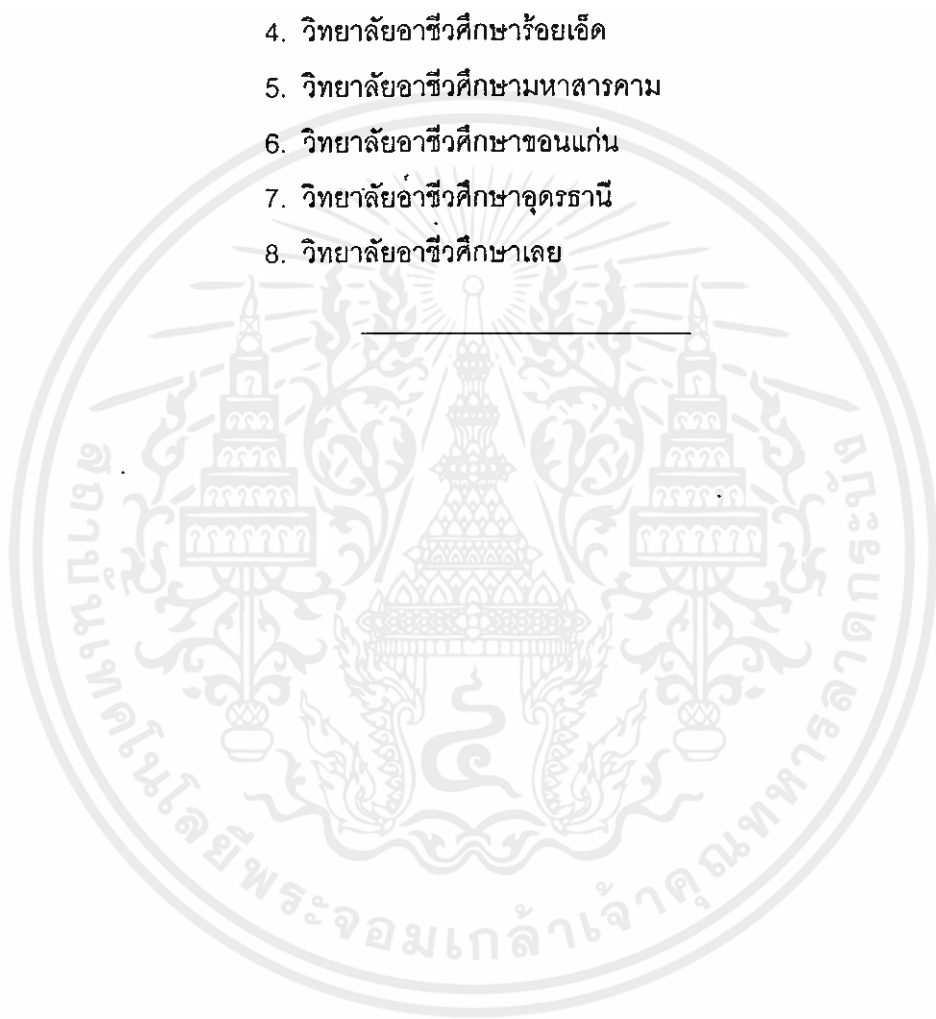 4. วิทยาลัยอาชีวศึกษาร้อยเอ็ด
5. วิทยาลัยอาชีวศึกษามหาสารคาม
6. วิทยาลัยอาชีวศึกษาขอนแก่น
7. วิทยาลัยอาชีวศึกษาอุดรธานี
8. วิทยาลัยอาชีวศึกษาเลย
สถาบันเทคโนโลยีพระจอมเกล้าเจ้าคุณทหารลาดกระบัง